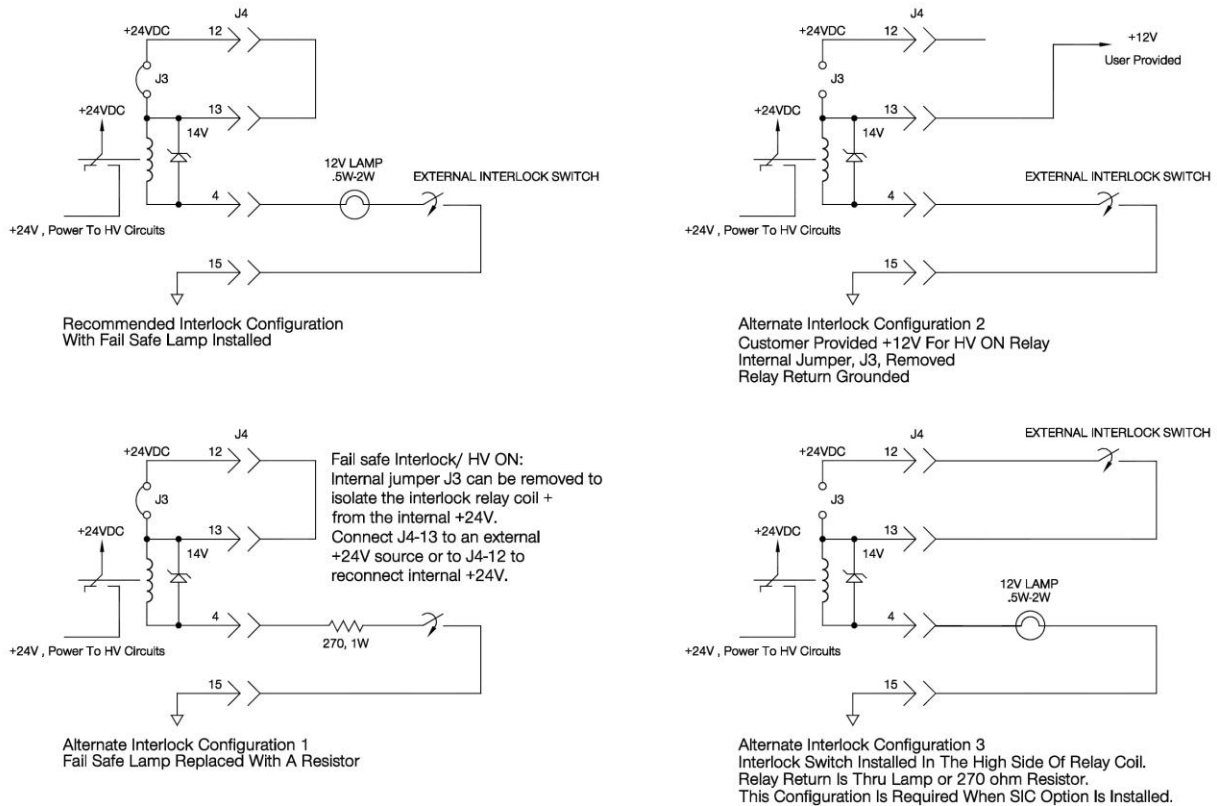 J4
+24VDC
12
J3
+24VDC
13
14V
12V LAMP
.5W-2W
EXTERNAL INTERLOCK SWITCH
4
+24V , Power To HV Circuits
15
Recommended Interlock Configuration
With Fail Safe Lamp Installed
J4
+24VDC
12
+12V
User Provided
J3
+24VDC
13
14V
EXTERNAL INTERLOCK SWITCH
4
+24V , Power To HV Circuits
15
Alternate Interlock Configuration 2
Customer Provided +12V For HV ON Relay
Internal Jumper, J3, Removed
Relay Return Grounded
J4
+24VDC
12
J3
+24VDC
13
14V
Fail safe Interlock/ HV ON:
Internal jumper J3 can be removed to
isolate the interlock relay coil +
from the internal +24V.
Connect J4-13 to an external
+24V source or to J4-12 to
reconnect internal +24V.
4
270, 1W
+24V , Power To HV Circuits
15
Alternate Interlock Configuration 1
Fail Safe Lamp Replaced With A Resistor
J4
EXTERNAL INTERLOCK SWITCH
+24VDC
12
J3
+24VDC
13
14V
12V LAMP
.5W-2W
4
+24V , Power To HV Circuits
15
Alternate Interlock Configuration 3
Interlock Switch Installed In The High Side Of Relay Coil.
Relay Return Is Thru Lamp or 270 ohm Resistor.
This Configuration Is Required When SIC Option Is Installed.